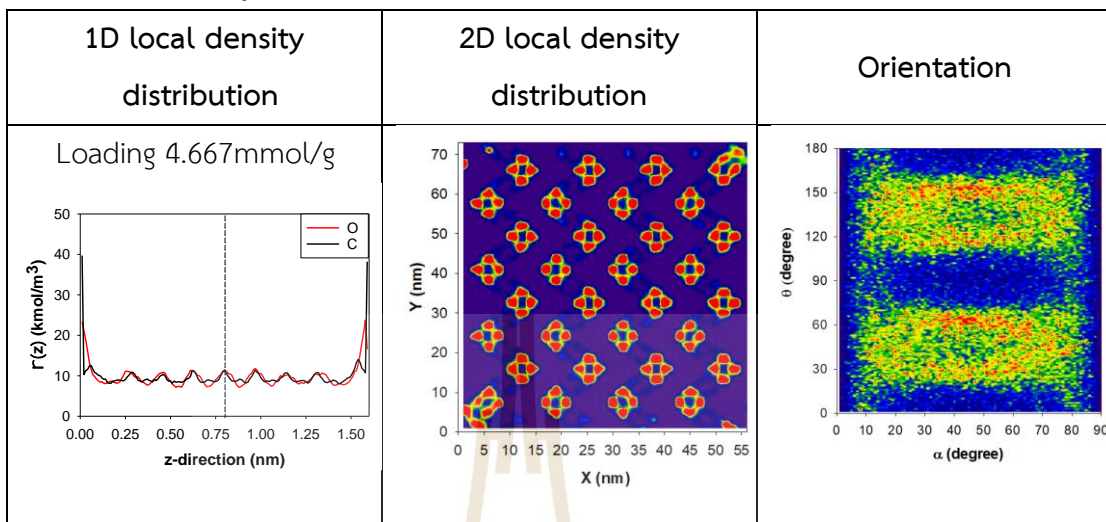 1D local density
distribution
2D local density
distribution
Orientation
Loading 4.667mmol/g
50
40
30
20
10
0
Γ(z) (kmol/m³)
O
C
0.00 0.25 0.50 0.75 1.00 1.25 1.50
z-direction (nm)
70
60
50
40
30
20
10
0
Y (nm)
0 5 10 15 20 25 30 35 40 45 50 55
X (nm)
180
150
120
90
60
30
0
θ (degree)
0 10 20 30 40 50 60 70 80 90
α (degree)